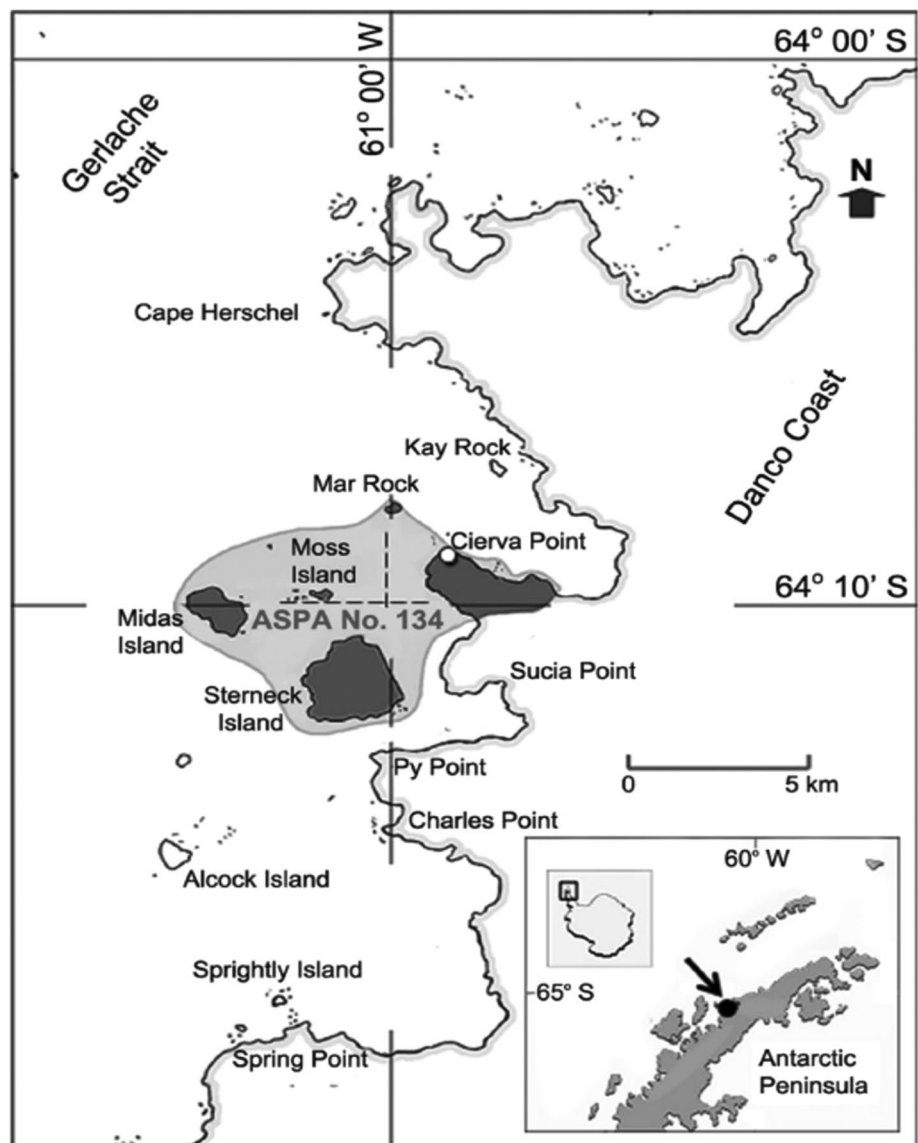 64° 00' S
61° 00' W
Gerlache
Strait
N
Cape Herschel
Danco Coast
Kay Rock
Mar Rock
Cierva Point
Moss
Island
64° 10' S
Midas
Island
ASPA No. 134
Sucia Point
Sterneck
Island
Py Point
0
5 km
Charles Point
60° W
Alcock Island
Sprightly Island
65° S
Spring Point
Antarctic
Peninsula